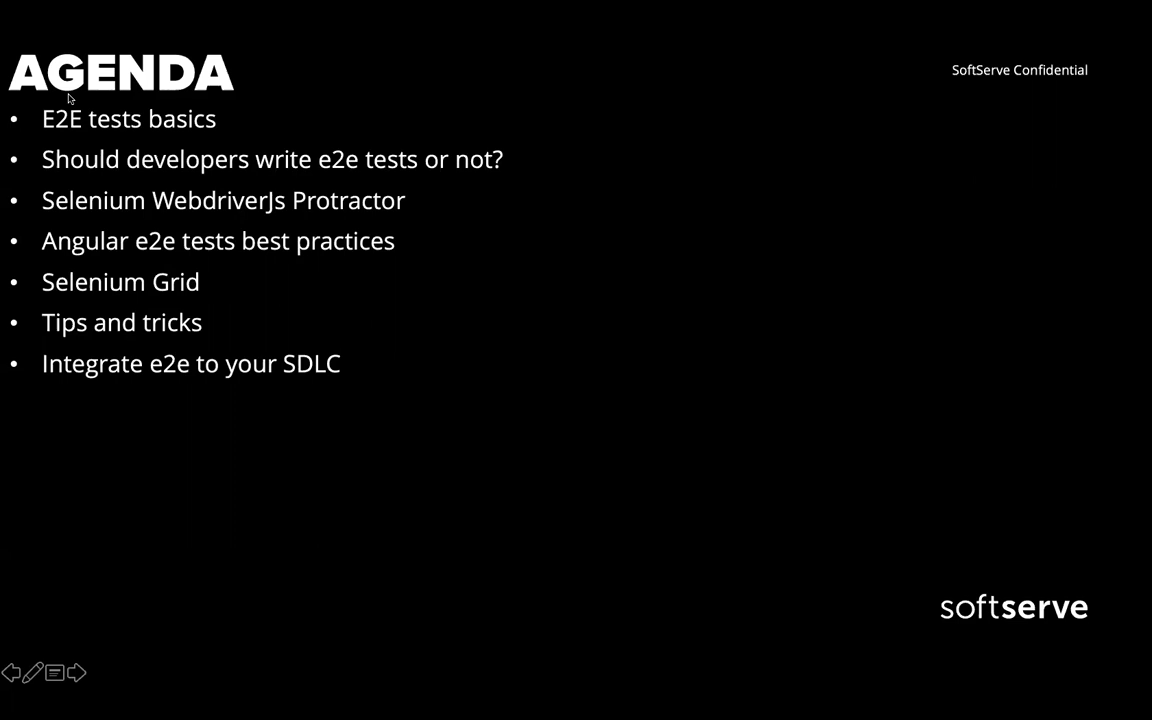 AGENDA
SoftServe Confidential
• E2E tests basics
• Should developers write e2e tests or not?
• Selenium WebdriverJs Protractor
• Angular e2e tests best practices
• Selenium Grid
• Tips and tricks
• Integrate e2e to your SDLC
softserve